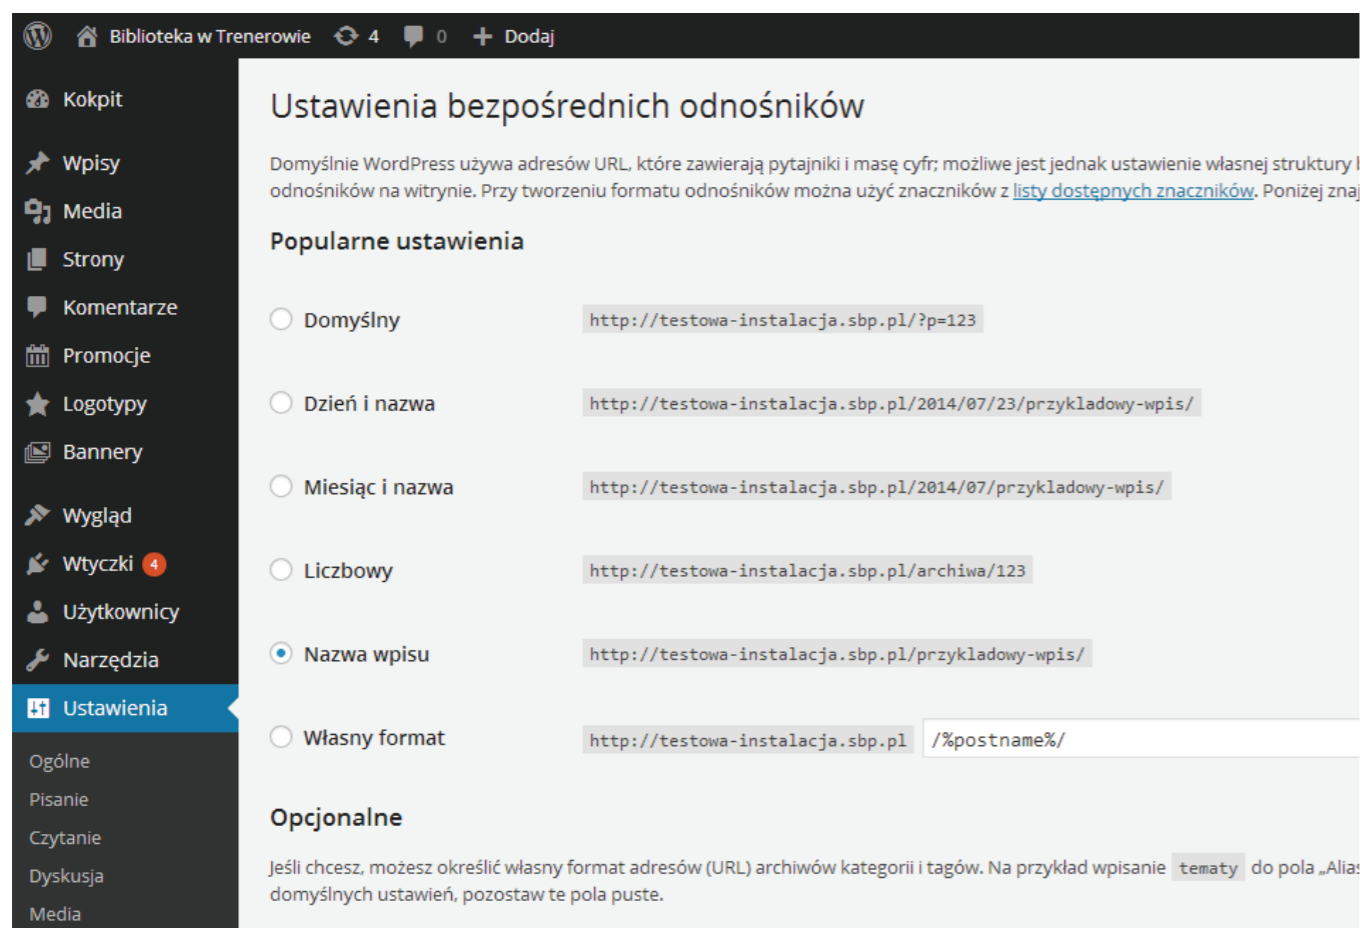 Biblioteka w Trenerowie 4 0 + Dodaj
Kokpit
Wpisy
Media
Strony
Komentarze
Promocje
Logotypy
Bannery
Wygląd
Wtyczki 4
Użytkownicy
Narzędzia
Ustawienia
Ogólne
Pisanie
Czytanie
Dyskusja
Media
Ustawienia bezpośrednich odnośników
Domyślnie WordPress używa adresów URL, które zawierają pytajniki i masę cyfr; możliwe jest jednak ustawienie własnej struktury
odnośników na witrynie. Przy tworzeniu formatu odnośników można użyć znaczników z listy dostępnych znaczników. Poniżej
Popularne ustawienia
Domyślny http://testowa-instalacja.sbp.pl/?p=123
Dzień i nazwa http://testowa-instalacja.sbp.pl/2014/07/23/przykladowy-wpis/
Miesiąc i nazwa http://testowa-instalacja.sbp.pl/2014/07/przykladowy-wpis/
Liczbowy http://testowa-instalacja.sbp.pl/archiwa/123
Nazwa wpisu http://testowa-instalacja.sbp.pl/przykladowy-wpis/
Własny format http://testowa-instalacja.sbp.pl /%postname%/
Opcjonalne
Jeśli chcesz, możesz określić własny format adresów (URL) archiwów kategorii i tagów. Na przykład wpisanie tematy do pola „Alias
domyślnych ustawień, pozostaw te pola puste.